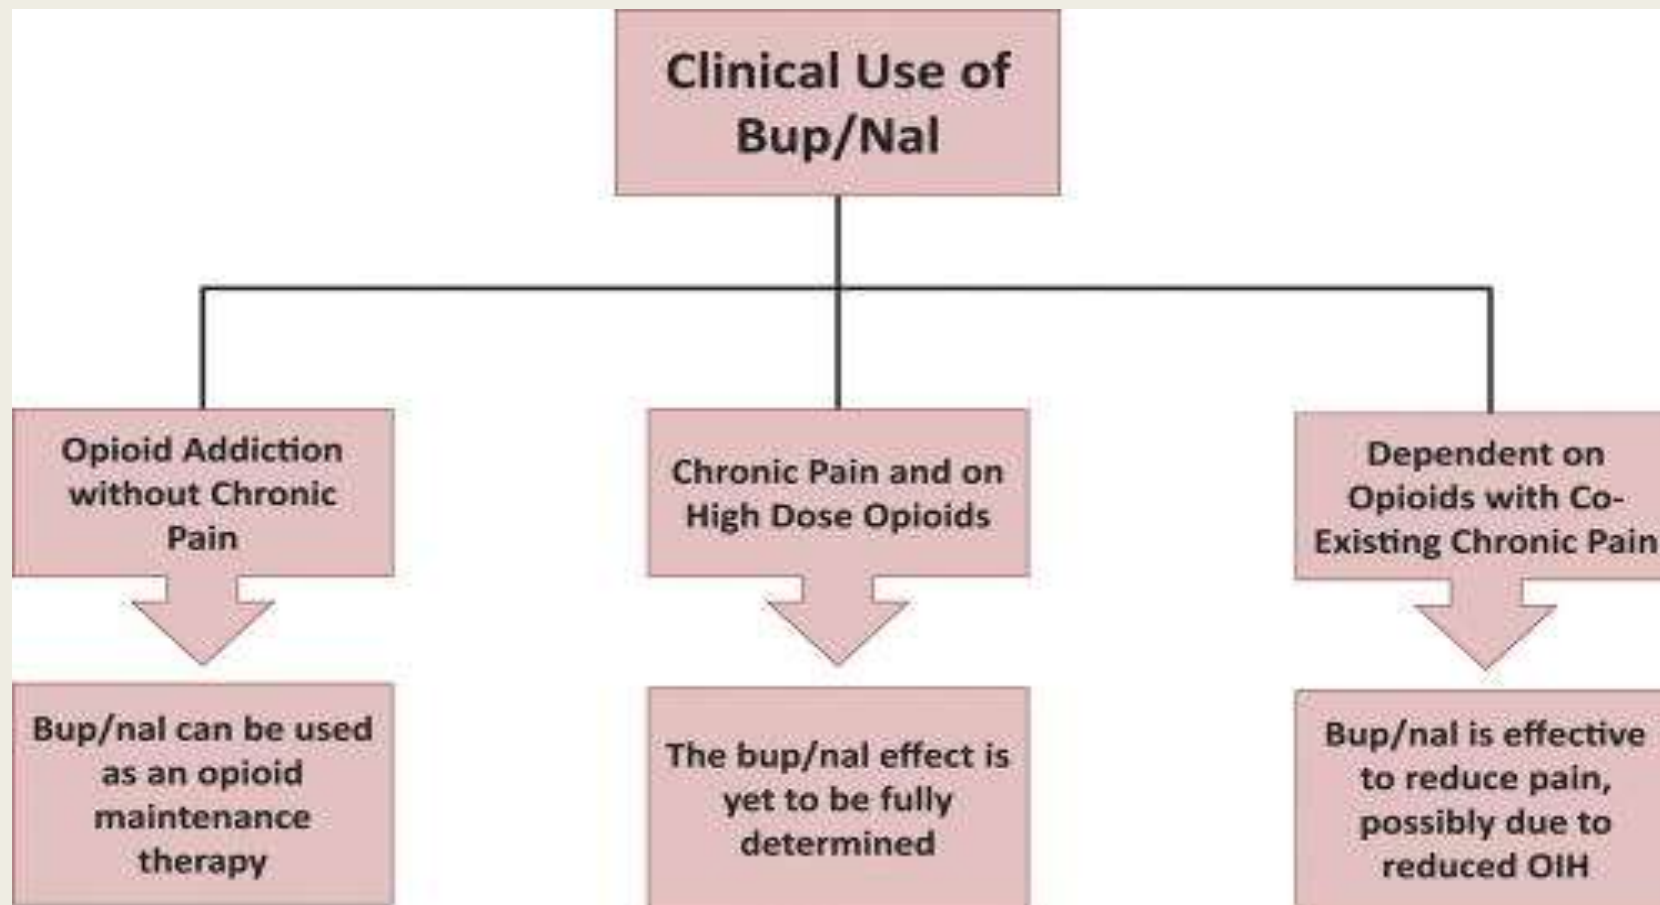 Clinical Use of
Bup/Nal
Opioid Addiction
without Chronic
Pain
Chronic Pain and on
High Dose Opioids
Dependent on
Opioids with Co-
Existing Chronic Pain
Bup/nal can be used
as an opioid
maintenance
therapy
The bup/nal effect is
yet to be fully
determined
Bup/nal is effective
to reduce pain,
possibly due to
reduced OIH